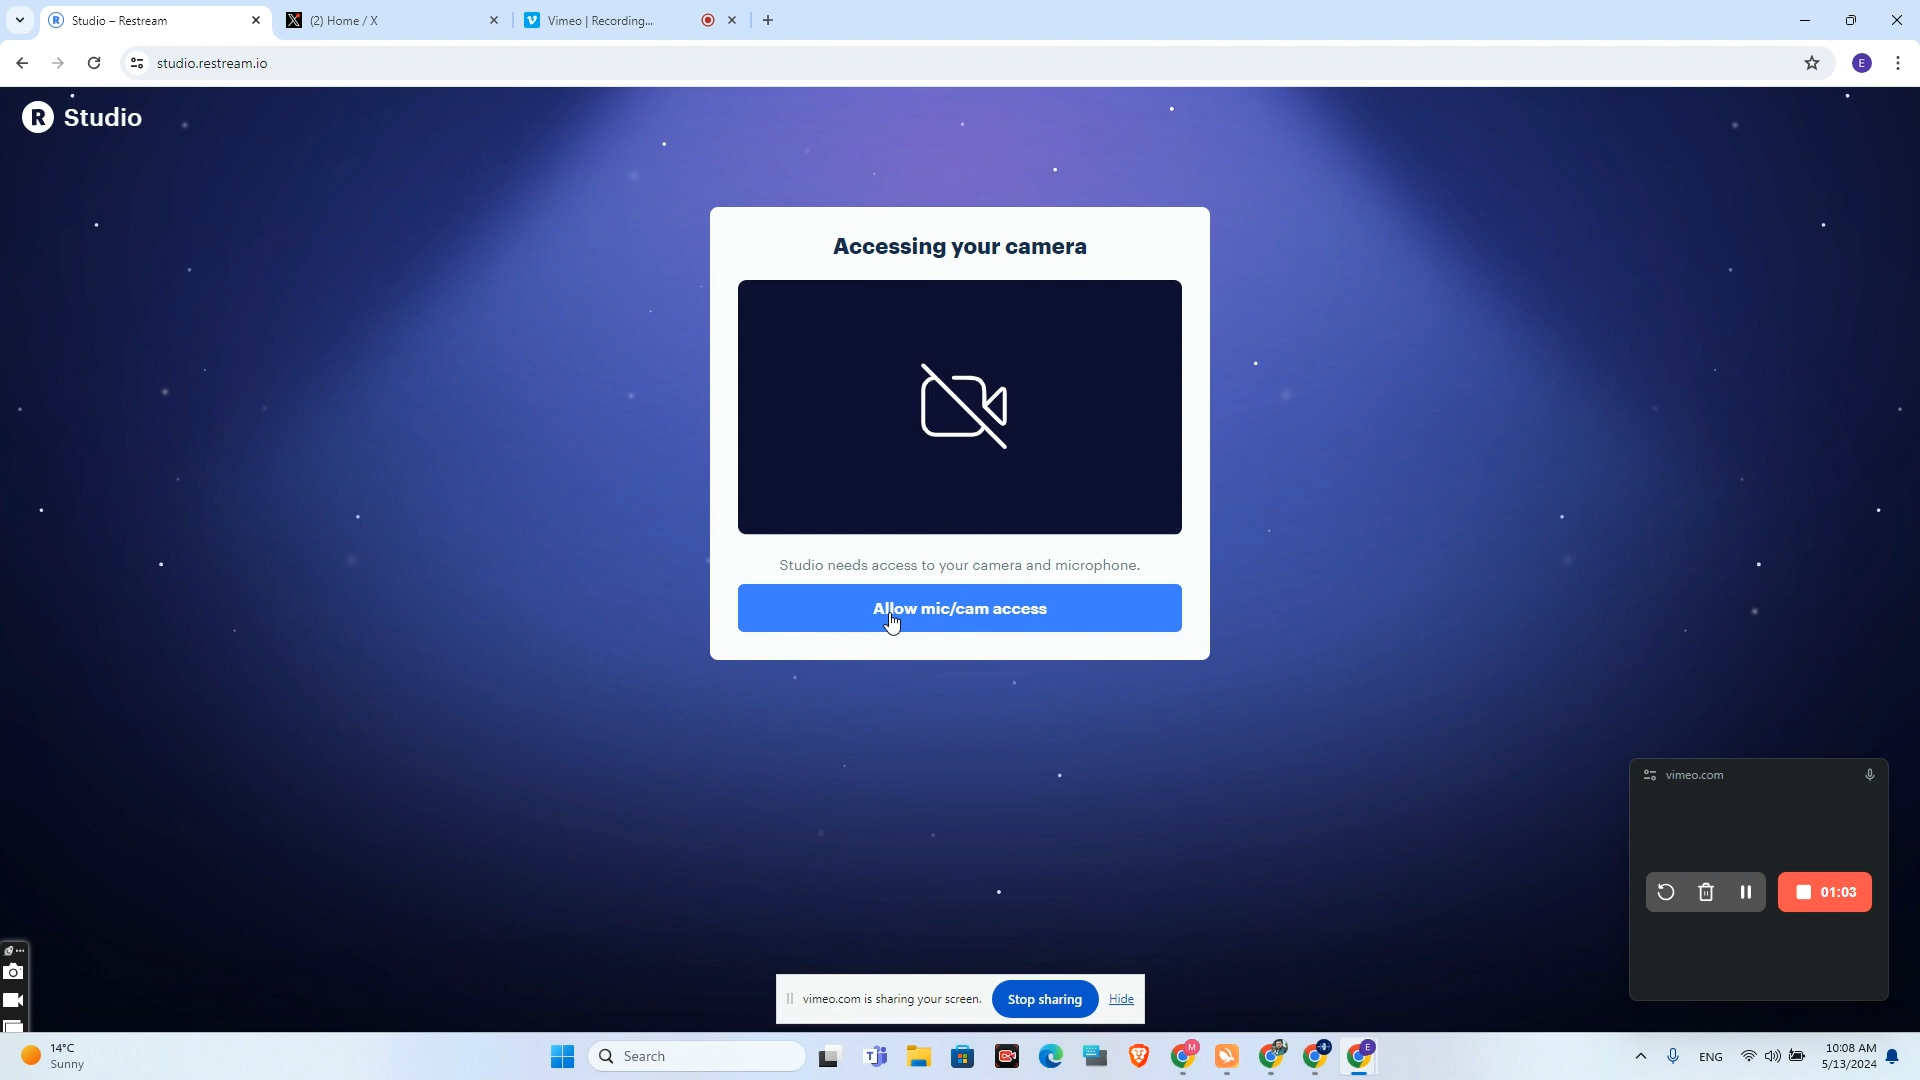 Studio – Restream
(2) Home / X
Vimeo | Recording...
studio.restream.io
E
R Studio
Accessing your camera
Studio needs access to your camera and microphone.
Allow mic/cam access
vimeo.com
01:03
vimeo.com is sharing your screen.
Stop sharing
Hide
14°C
Sunny
Search
M
E
ENG
10:08 AM
5/13/2024